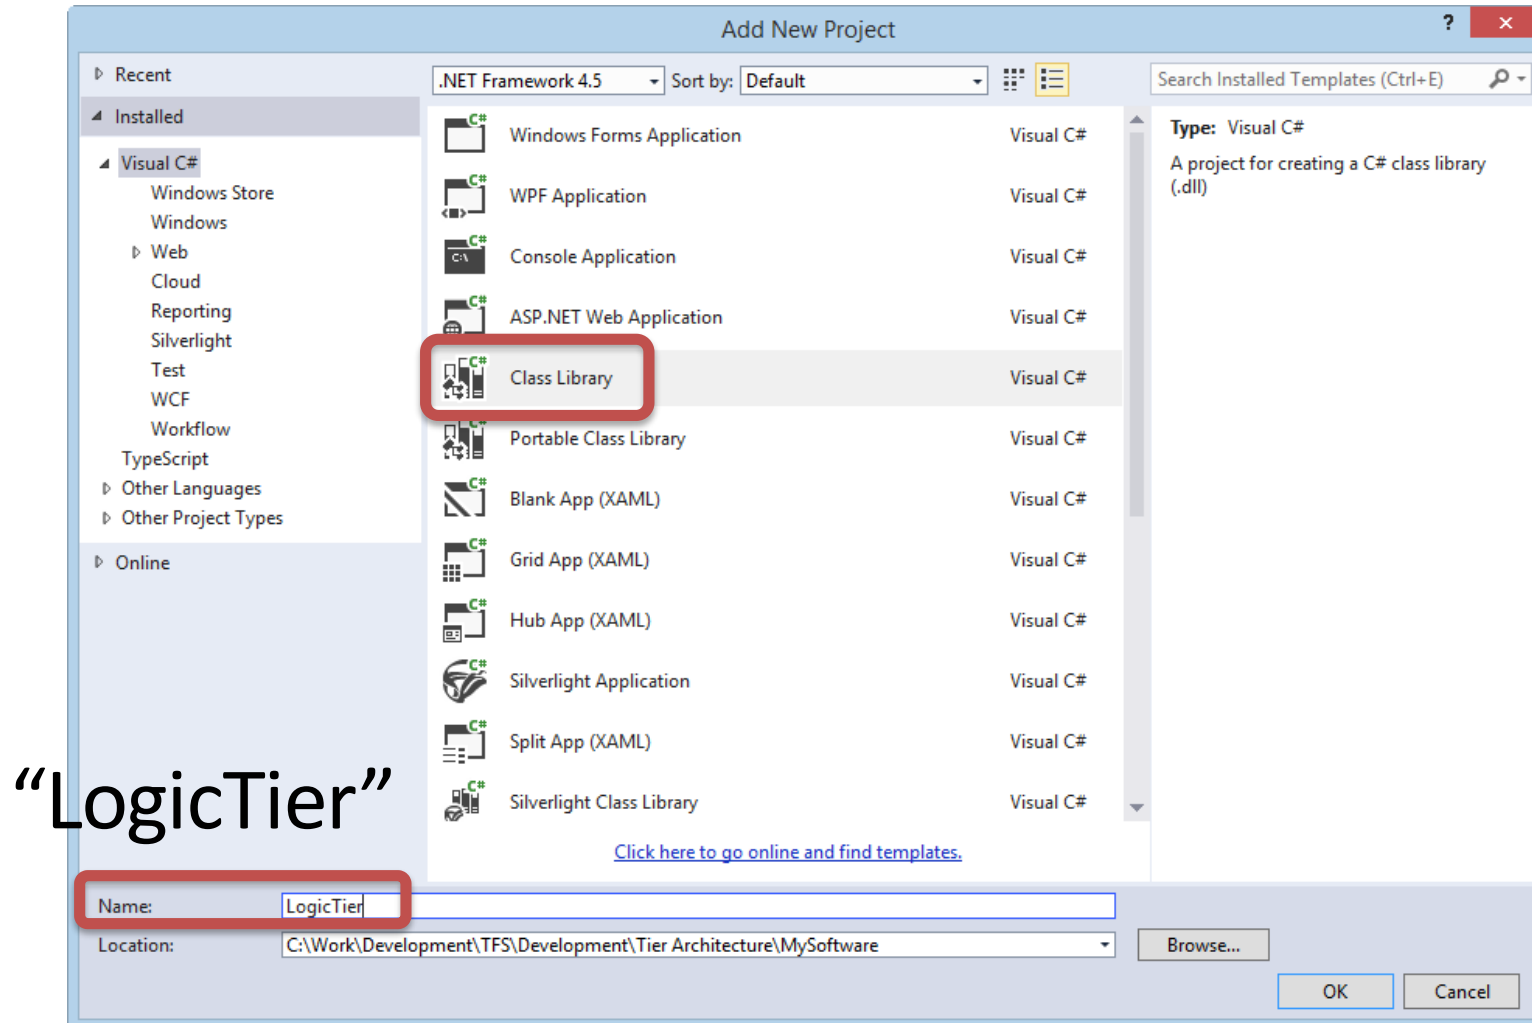 Add New Project
?
Recent
.NET Framework 4.5
Sort by:
Default
Search Installed Templates (Ctrl+E)
Installed
Visual C#
Windows Store
Windows
Web
Cloud
Reporting
Silverlight
Test
WCF
Workflow
TypeScript
Other Languages
Other Project Types
Online
C# Windows Forms Application Visual C#
C# WPF Application Visual C#
C# C:\ Console Application Visual C#
C# ASP.NET Web Application Visual C#
C# Class Library Visual C#
C# Portable Class Library Visual C#
C# Blank App (XAML) Visual C#
C# Grid App (XAML) Visual C#
C# Hub App (XAML) Visual C#
C# Silverlight Application Visual C#
C# Split App (XAML) Visual C#
C# Silverlight Class Library Visual C#
Click here to go online and find templates.
Type: Visual C#
A project for creating a C# class library
(.dll)
“LogicTier”
Name: LogicTier
Location: C:\Work\Development\TFS\Development\Tier Architecture\MySoftware
Browse...
OK
Cancel